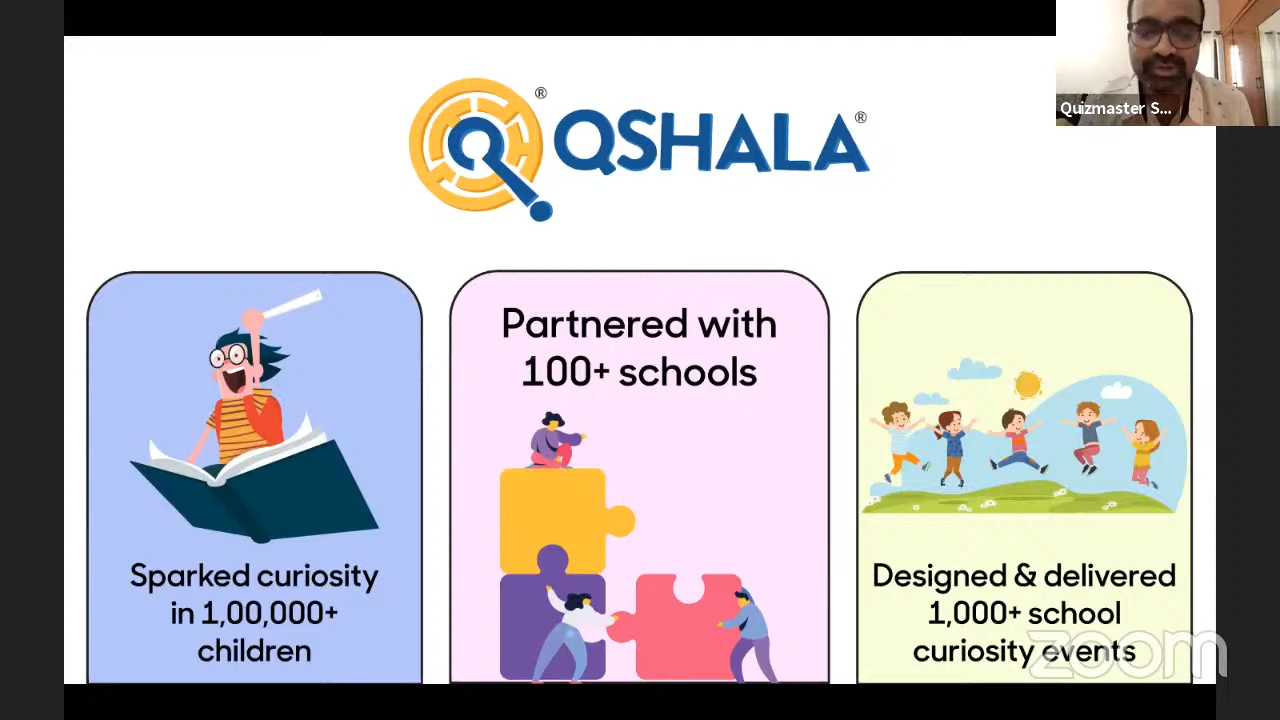 Quizmaster S...
QSHALA®
Sparked curiosity
in 1,00,000+
children
Partnered with
100+ schools
Designed & delivered
1,000+ school
curiosity events
zoom